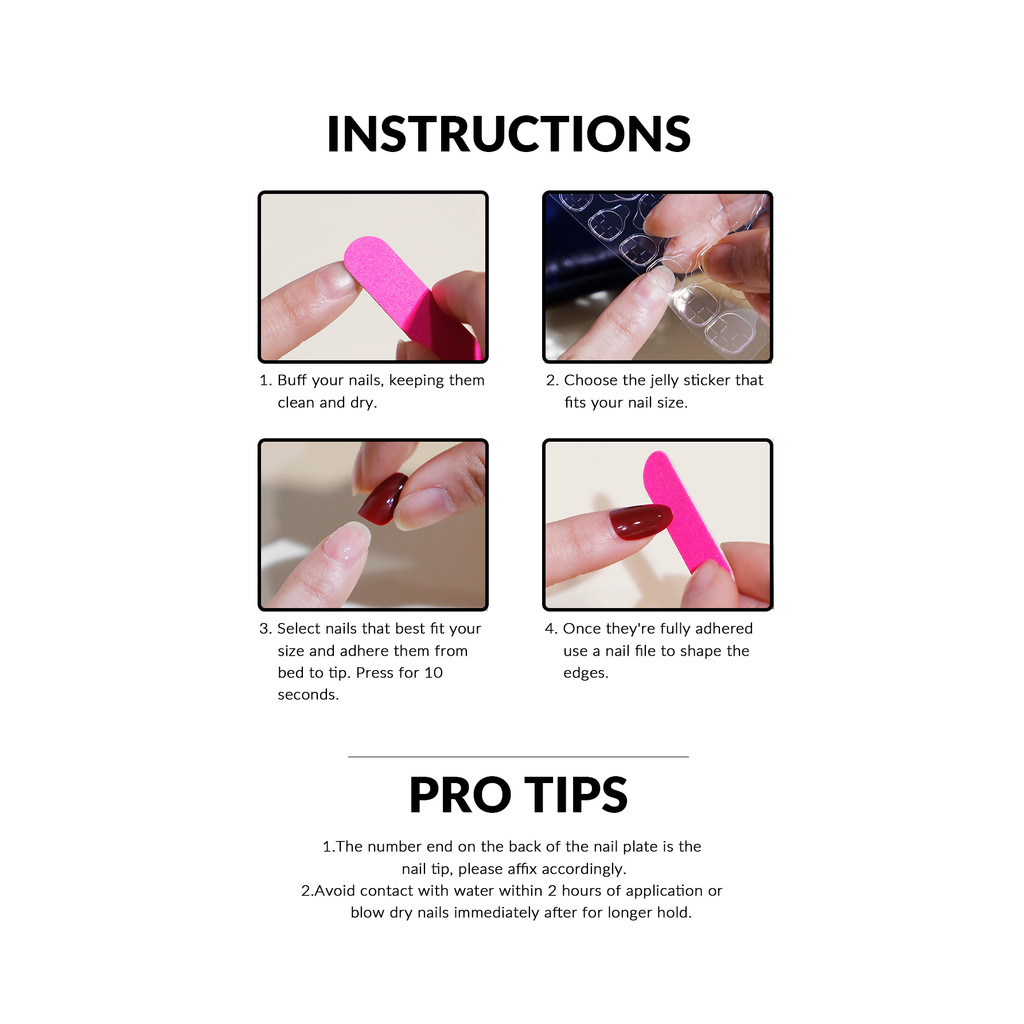 INSTRUCTIONS
1. Buff your nails, keeping them
clean and dry.
2. Choose the jelly sticker that
fits your nail size.
3. Select nails that best fit your
size and adhere them from
bed to tip. Press for 10
seconds.
4. Once they're fully adhered
use a nail file to shape the
edges.
PRO TIPS
1.The number end on the back of the nail plate is the
nail tip, please affix accordingly.
2.Avoid contact with water within 2 hours of application or
blow dry nails immediately after for longer hold.